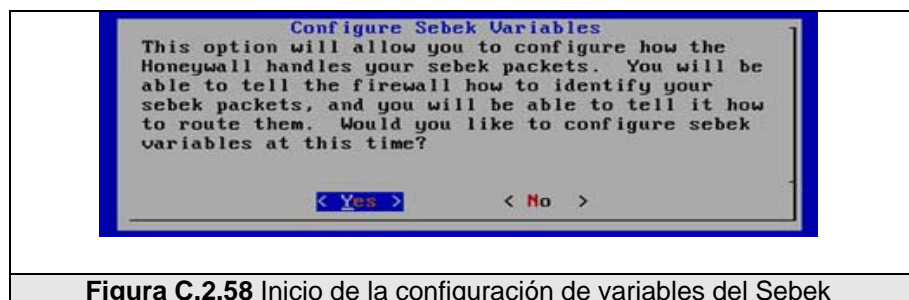 Configure Sebek Variables
This option will allow you to configure how the
Honeywall handles your sebek packets.  You will be
able to tell the firewall how to identify your
sebek packets, and you will be able to tell it how
to route them.  Would you like to configure sebek
variables at this time?
< Yes > < No >
Figura C.2.58 Inicio de la configuración de variables del Sebek